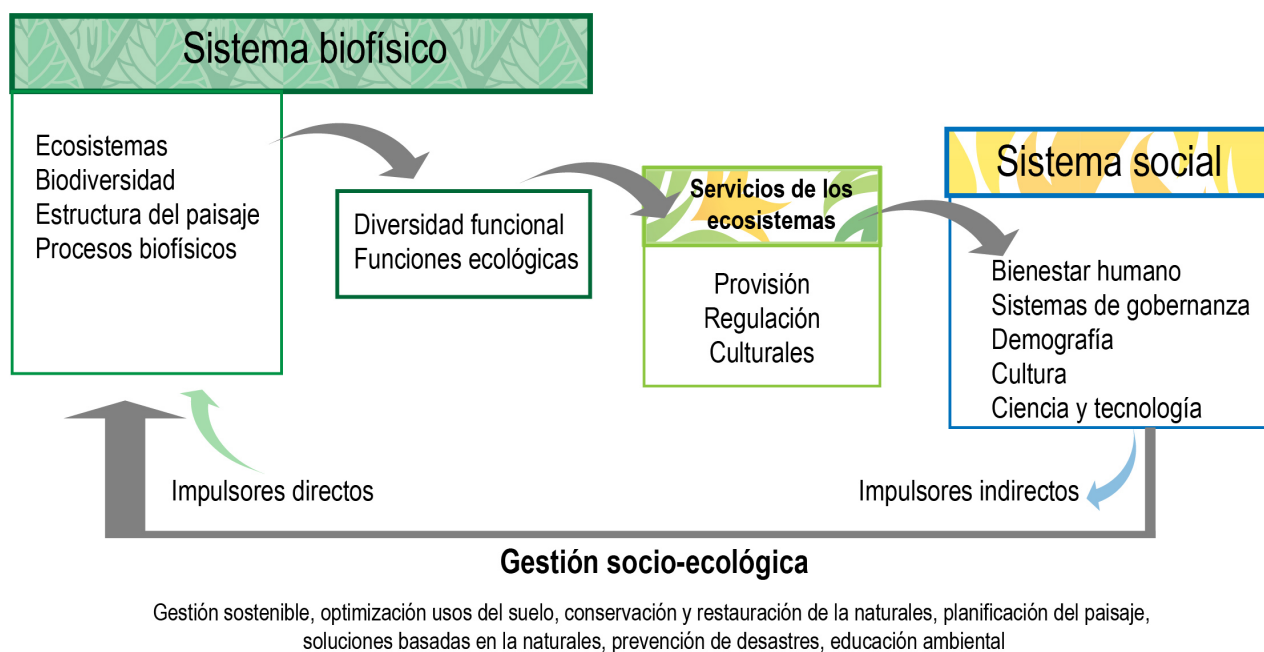 Sistema biofísico
Ecosistemas
Biodiversidad
Estructura del paisaje
Procesos biofísicos
Diversidad funcional
Funciones ecológicas
Servicios de los
ecosistemas
Provisión
Regulación
Culturales
Sistema social
Bienestar humano
Sistemas de gobernanza
Demografía
Cultura
Ciencia y tecnología
Impulsores directos
Impulsores indirectos
Gestión socio-ecológica
Gestión sostenible, optimización usos del suelo, conservación y restauración de la naturales, planificación del paisaje,
soluciones basadas en la naturales, prevención de desastres, educación ambiental